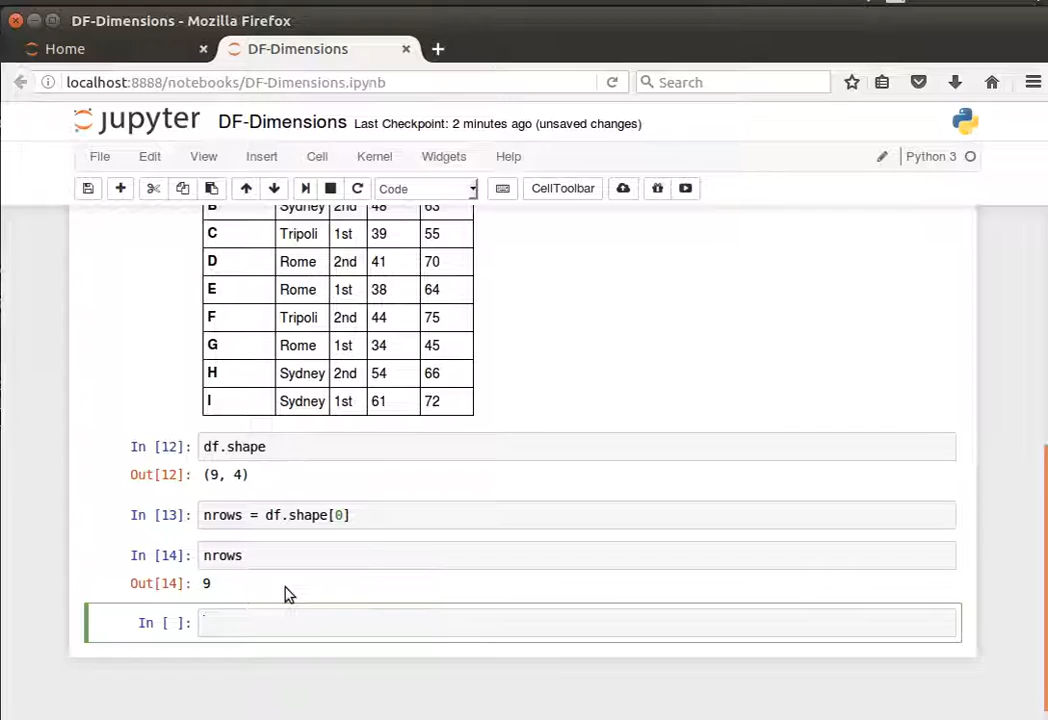 DF-Dimensions - Mozilla Firefox
Home
DF-Dimensions
localhost:8888/notebooks/DF-Dimensions.ipynb
Search
jupyter DF-Dimensions Last Checkpoint: 2 minutes ago (unsaved changes)
File Edit View Insert Cell Kernel Widgets Help Python 3
Code CellToolbar
B Sydney 2nd 48 63
C Tripoli 1st 39 55
D Rome 2nd 41 70
E Rome 1st 38 64
F Tripoli 2nd 44 75
G Rome 1st 34 45
H Sydney 2nd 54 66
I Sydney 1st 61 72
In [12]: df.shape
Out[12]: (9, 4)
In [13]: nrows = df.shape[0]
In [14]: nrows
Out[14]: 9
In [ ]: